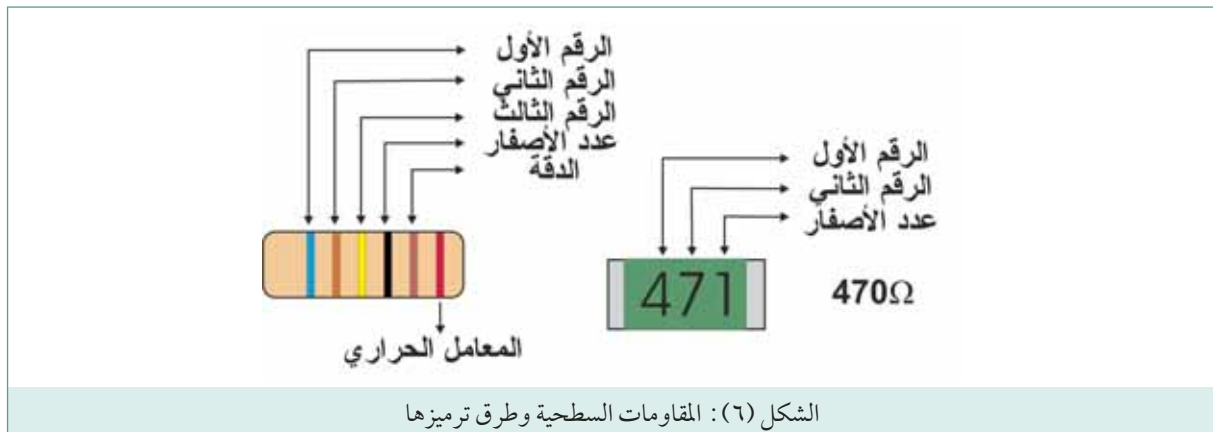 الرقم الأول
الرقم الثاني
الرقم الثالث
عدد الأصفار
الدقة
المعامل الحراري
الرقم الأول
الرقم الثاني
عدد الأصفار
471
470Ω
الشكل (٦): المقاومات السطحية وطرق ترميزها